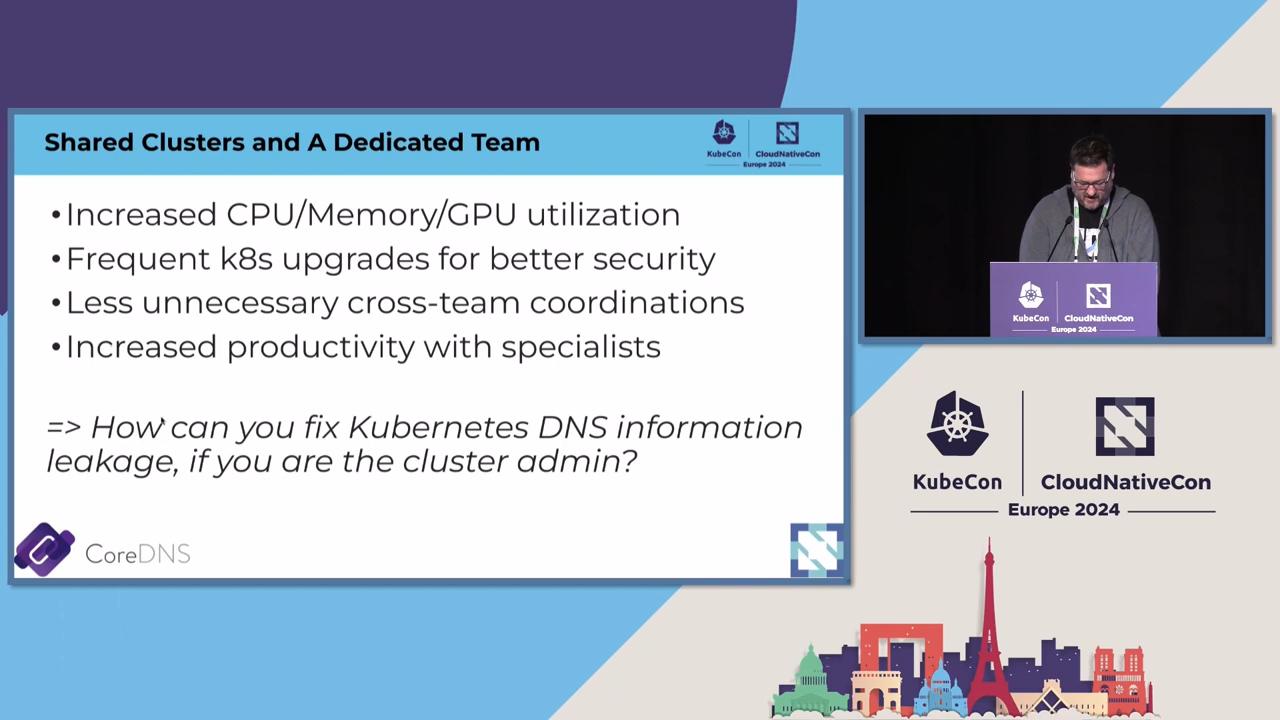 Shared Clusters and A Dedicated Team
KubeCon
CloudNativeCon
Europe 2024
•Increased CPU/Memory/GPU utilization
•Frequent k8s upgrades for better security
•Less unnecessary cross-team coordinations
•Increased productivity with specialists
=> How can you fix Kubernetes DNS information
leakage, if you are the cluster admin?
CoreDNS
KubeCon
CloudNativeCon
Europe 2024
KubeCon
CloudNativeCon
Europe 2024